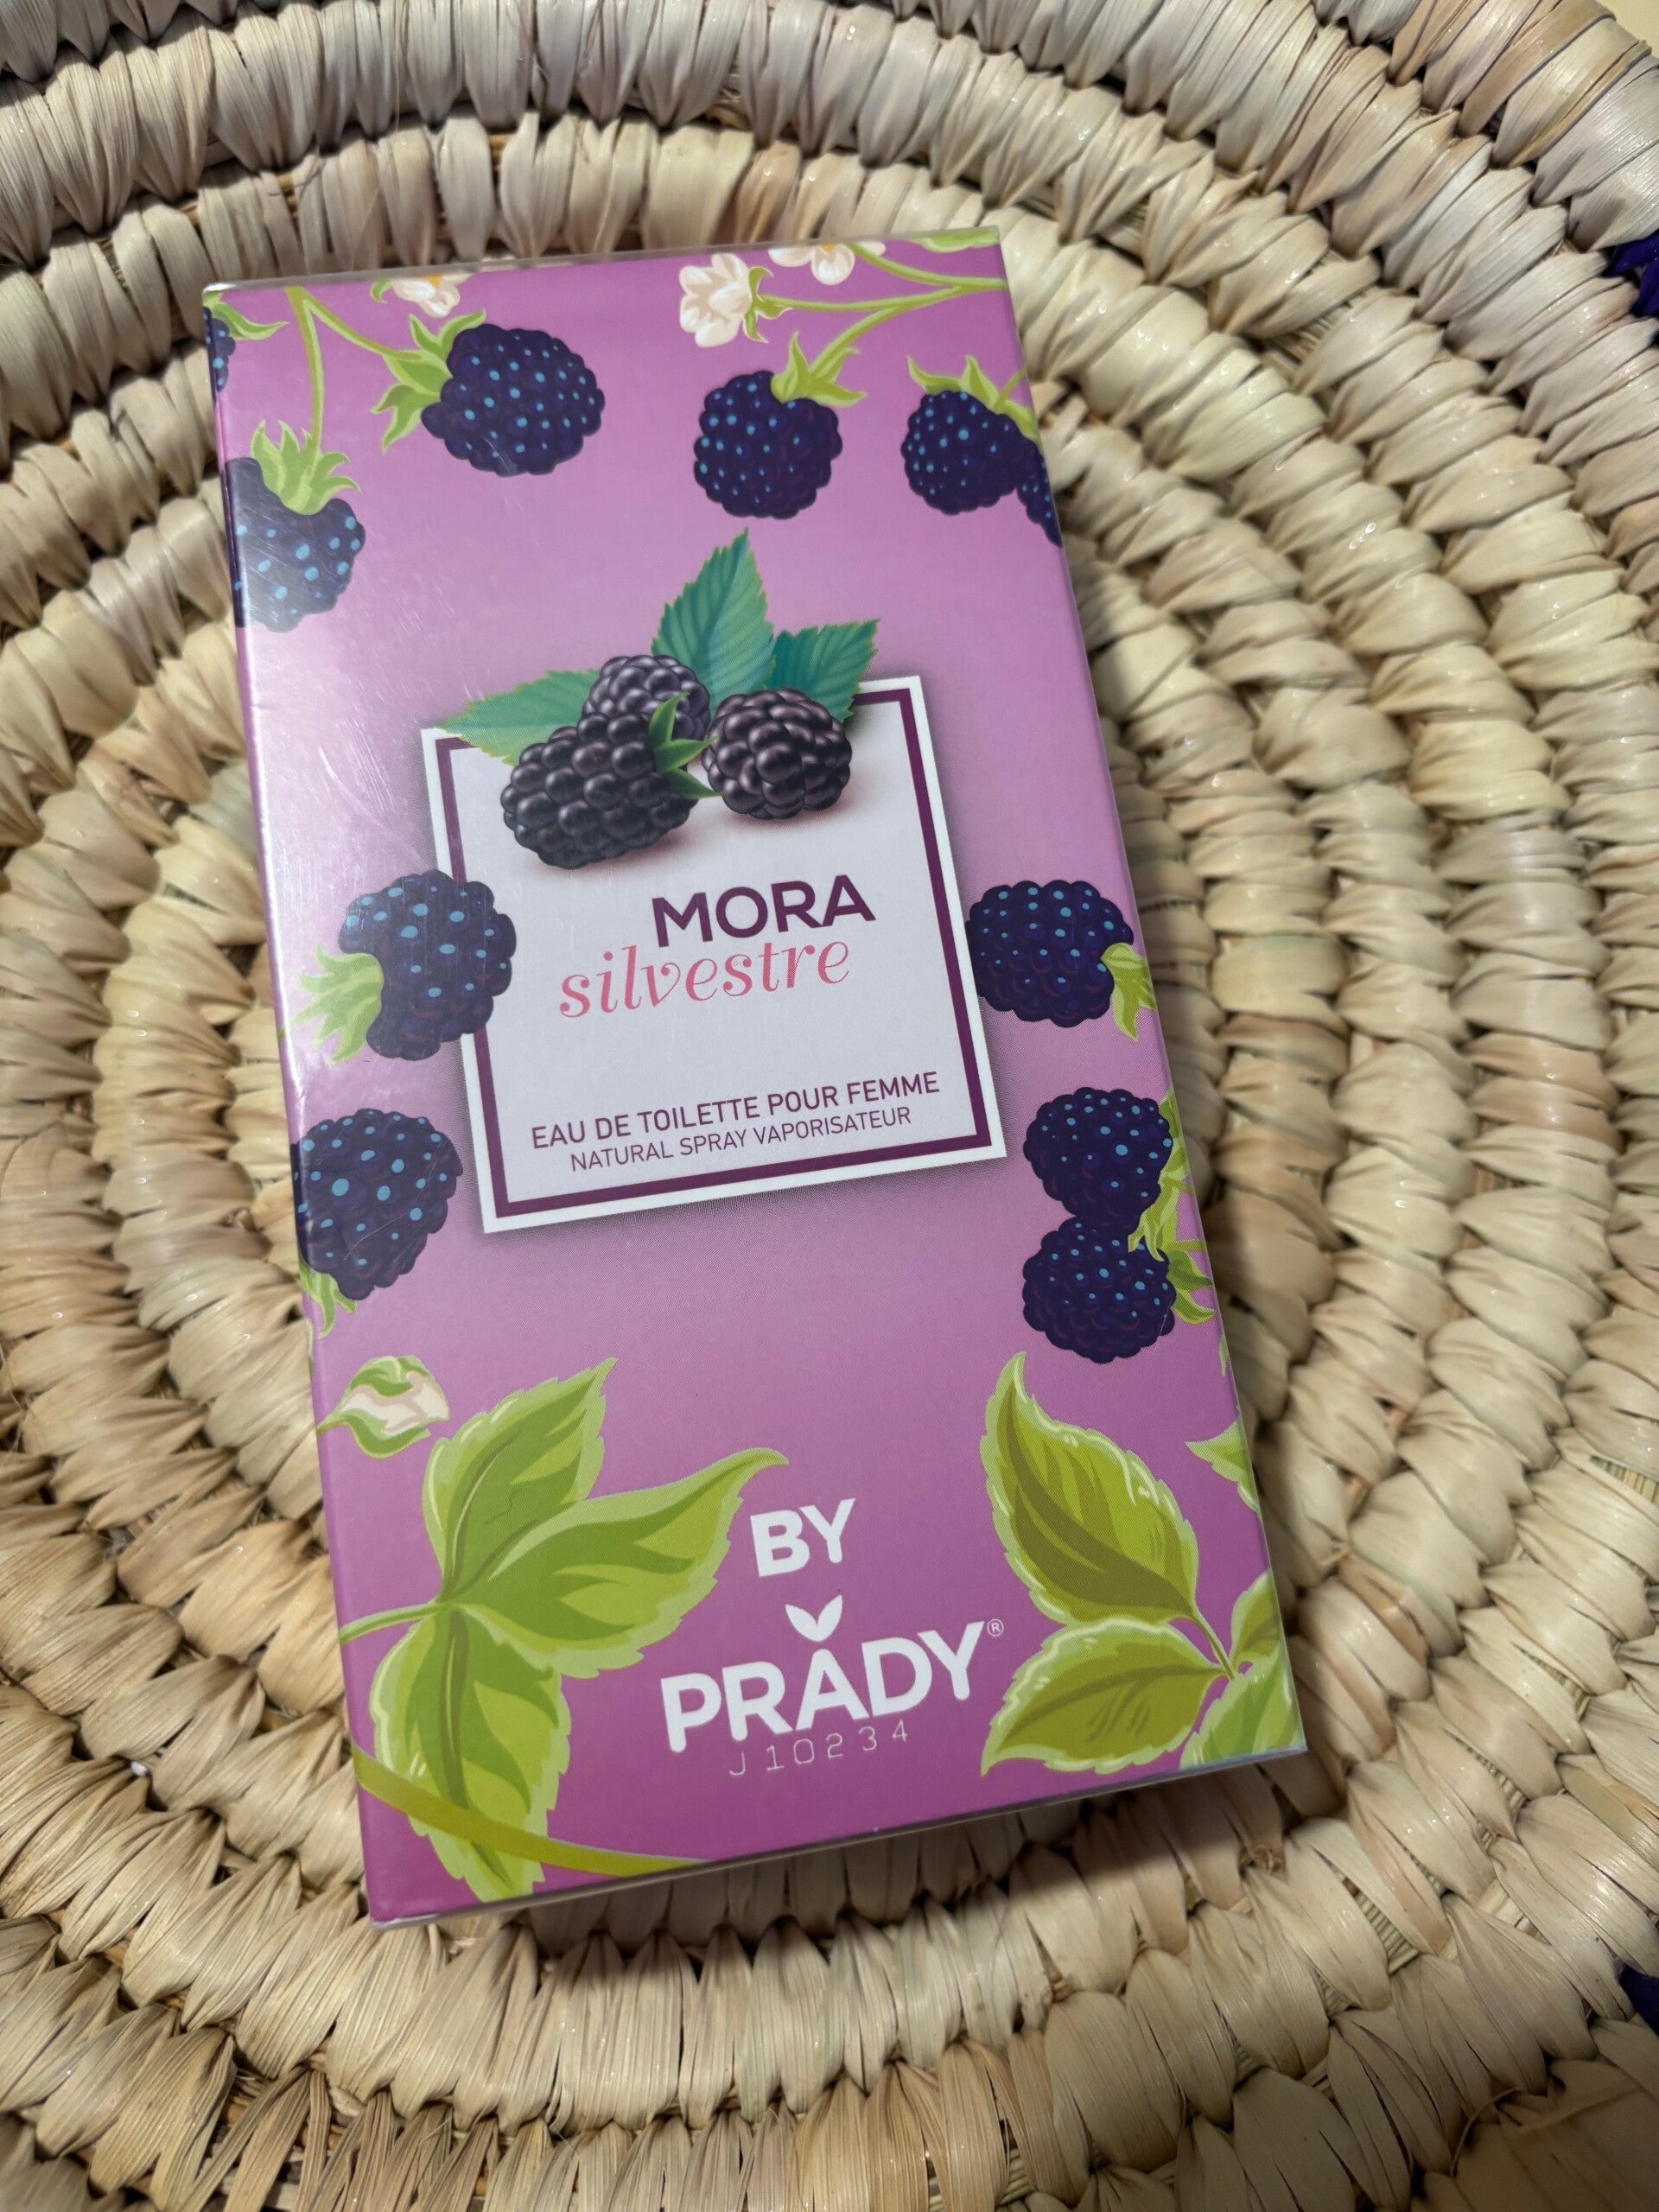 MORA
silvestre
EAU DE TOILETTE POUR FEMME
NATURAL SPRAY VAPORISATEUR
BY
PRADY®
J10234